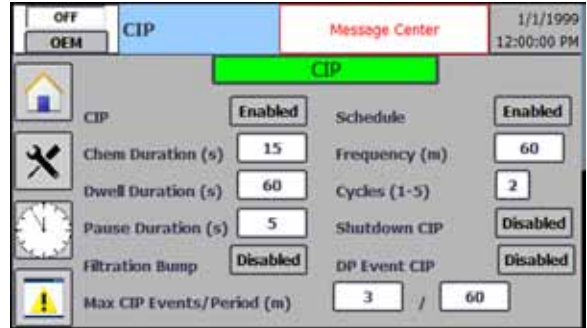 OFF
OEM
CIP
Message Center
1/1/1999
12:00:00 PM
CIP
CIP Enabled Schedule Enabled
Chem Duration (s) 15 Frequency (m) 60
Dwell Duration (s) 60 Cycles (1-5) 2
Pause Duration (s) 5 Shutdown CIP Disabled
Filtration Bump Disabled DP Event CIP Disabled
Max CIP Events/Period (m) 3 / 60